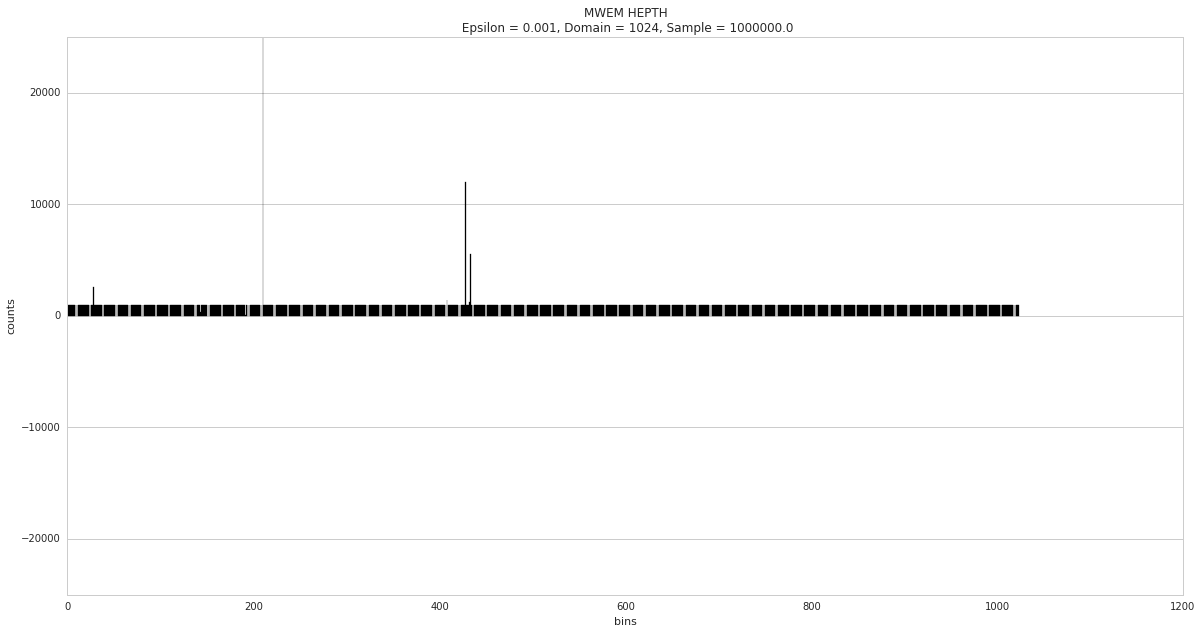 MWEM HEPTH
Epsilon = 0.001, Domain = 1024, Sample = 1000000.0
20000
10000
0
−10000
−20000
counts
0 200 400 600 800 1000 1200
bins